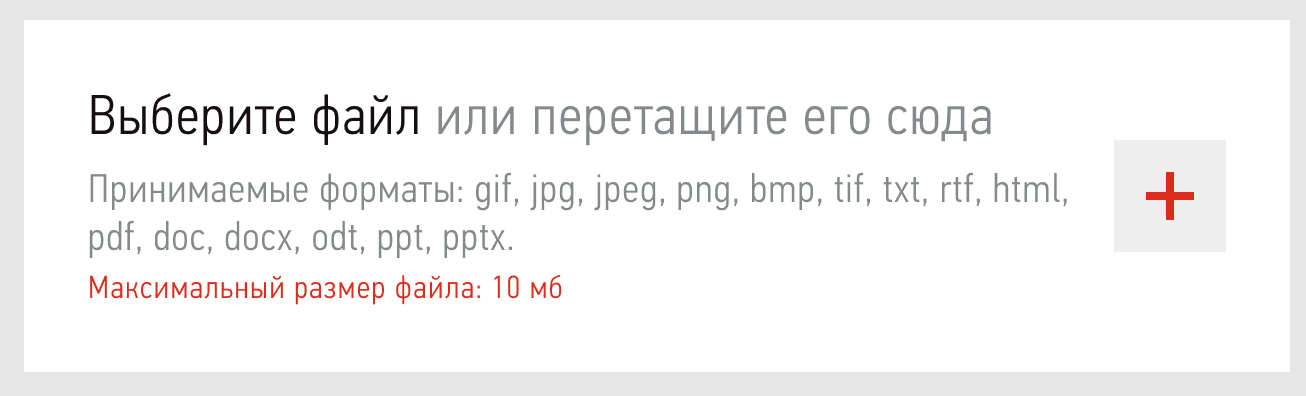 Выберите файл или перетащите его сюда
Принимаемые форматы: gif, jpg, jpeg, png, bmp, tif, txt, rtf, html,
pdf, doc, docx, odt, ppt, pptx.
Максимальный размер файла: 10 мб